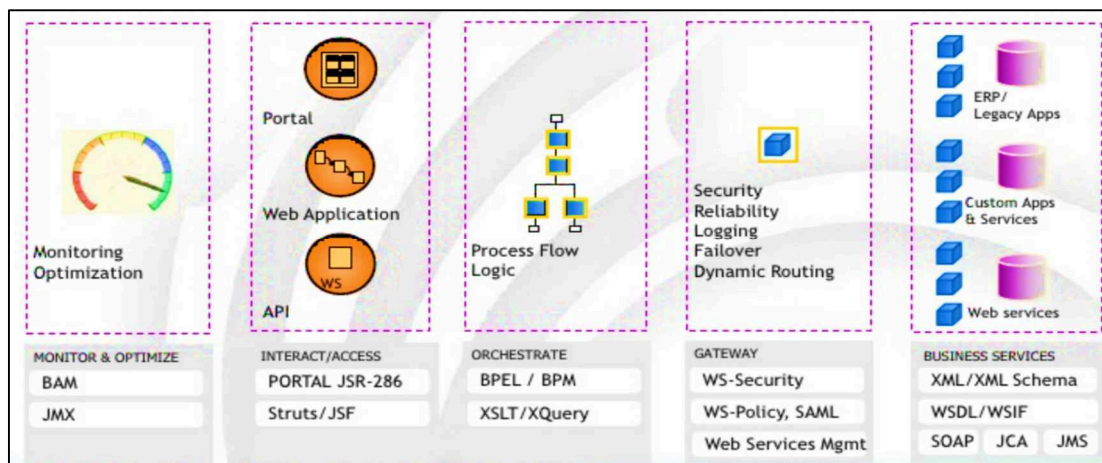 Monitoring
Optimization
Portal
Web Application
WS
API
Process Flow
Logic
Security
Reliability
Logging
Failover
Dynamic Routing
ERP/
Legacy Apps
Custom Apps
& Services
Web services
MONITOR & OPTIMIZE
BAM
JMX
INTERACT/ACCESS
PORTAL JSR-286
Struts/JSF
ORCHESTRATE
BPEL / BPM
XSLT/XQuery
GATEWAY
WS-Security
WS-Policy, SAML
Web Services Mgmt
BUSINESS SERVICES
XML/XML Schema
WSDL/WSIF
SOAP JCA JMS